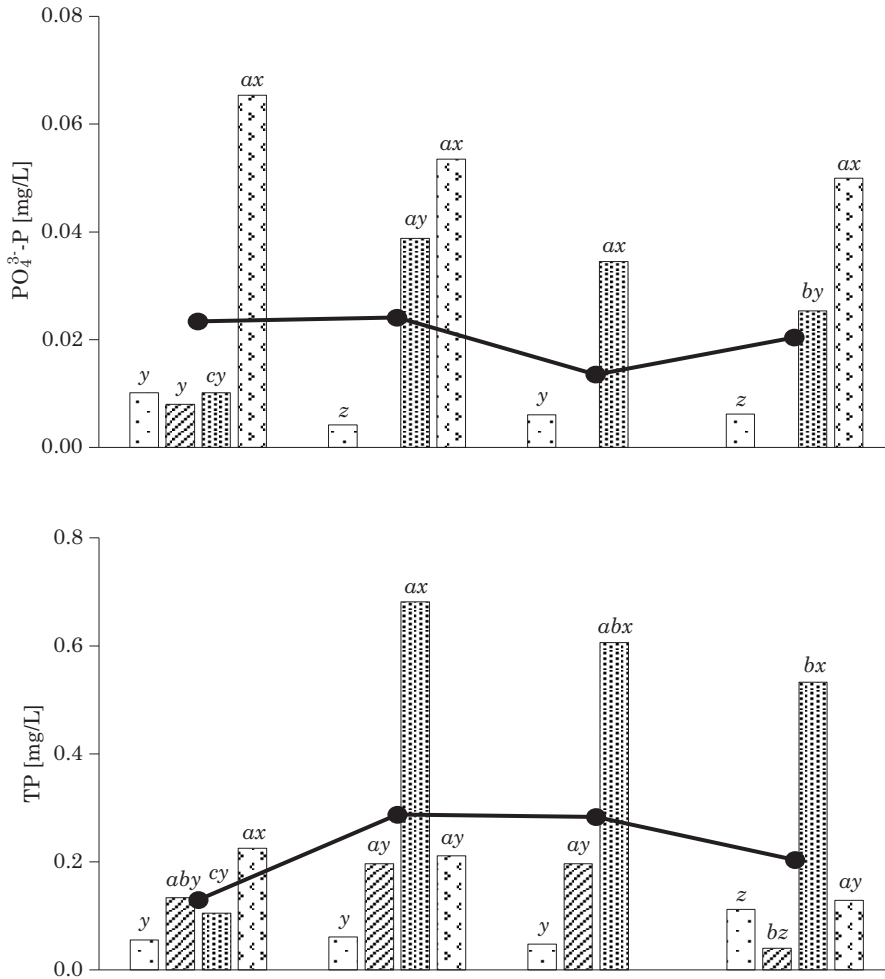 0.08
ax
0.06
ax
ax
0.04
ay
ax
by
0.02
y
y
cy
z
y
z
0.00
PO₄³⁻-P [mg/L]
0.8
ax
abx
0.6
bx
0.4
ax
ay
ay
ay
0.2
aby
cy
ay
y
y
y
z
bz
0.0
TP [mg/L]